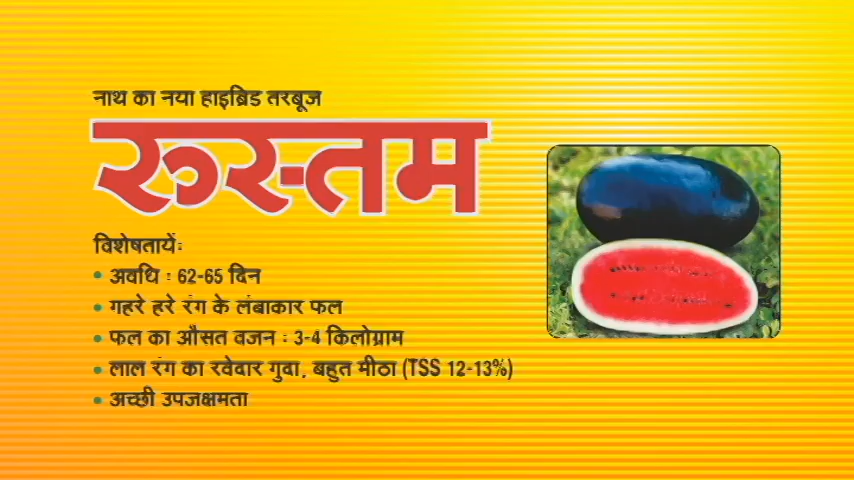 नाथ का नया हाइब्रिड तरबूज
रुस्तम
विशेषतायें:
• अवधि : 62-65 दिन
• गहरे हरे रंग के लंबाकार फल
• फल का औसत वजन : 3-4 किलोग्राम
• लाल रंग का रवेदार गुदा, बहुत मीठा (TSS 12-13%)
• अच्छी उपजक्षमता